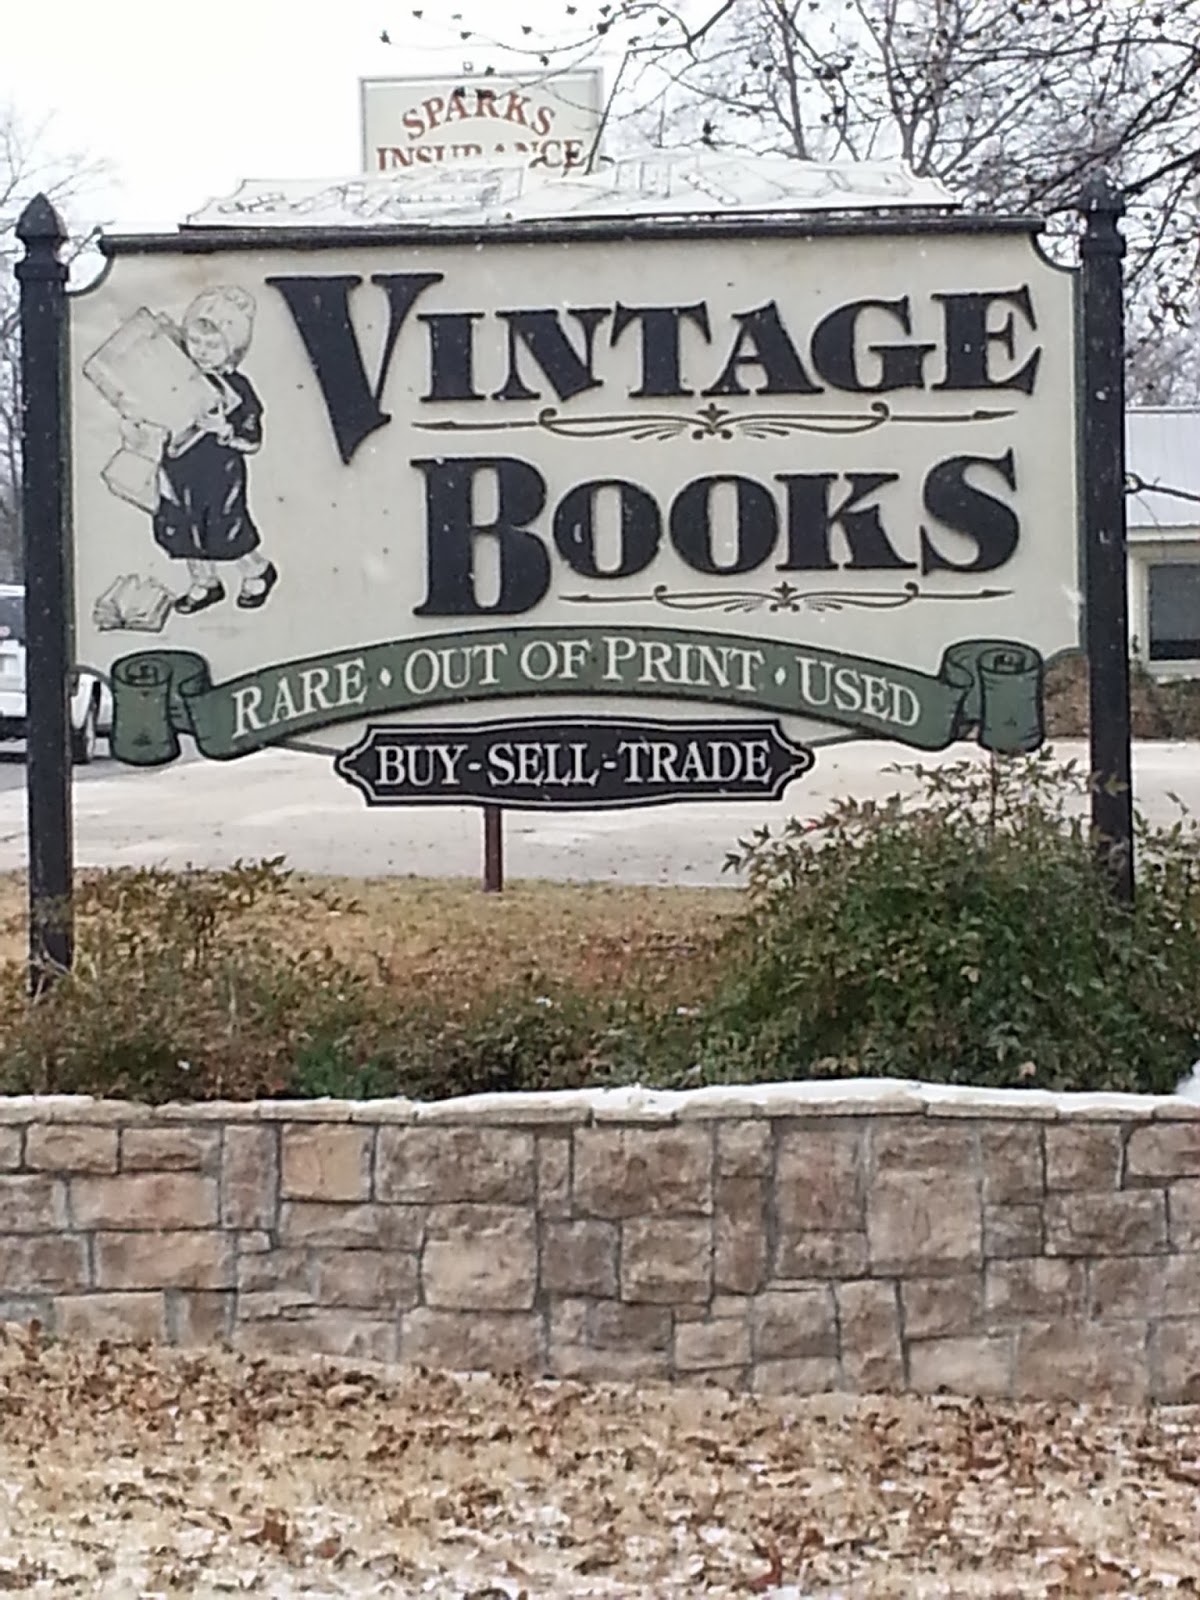 SPARKS
INSURANCE
VINTAGE
BOOKS
RARE • OUT OF PRINT • USED
BUY-SELL-TRADE